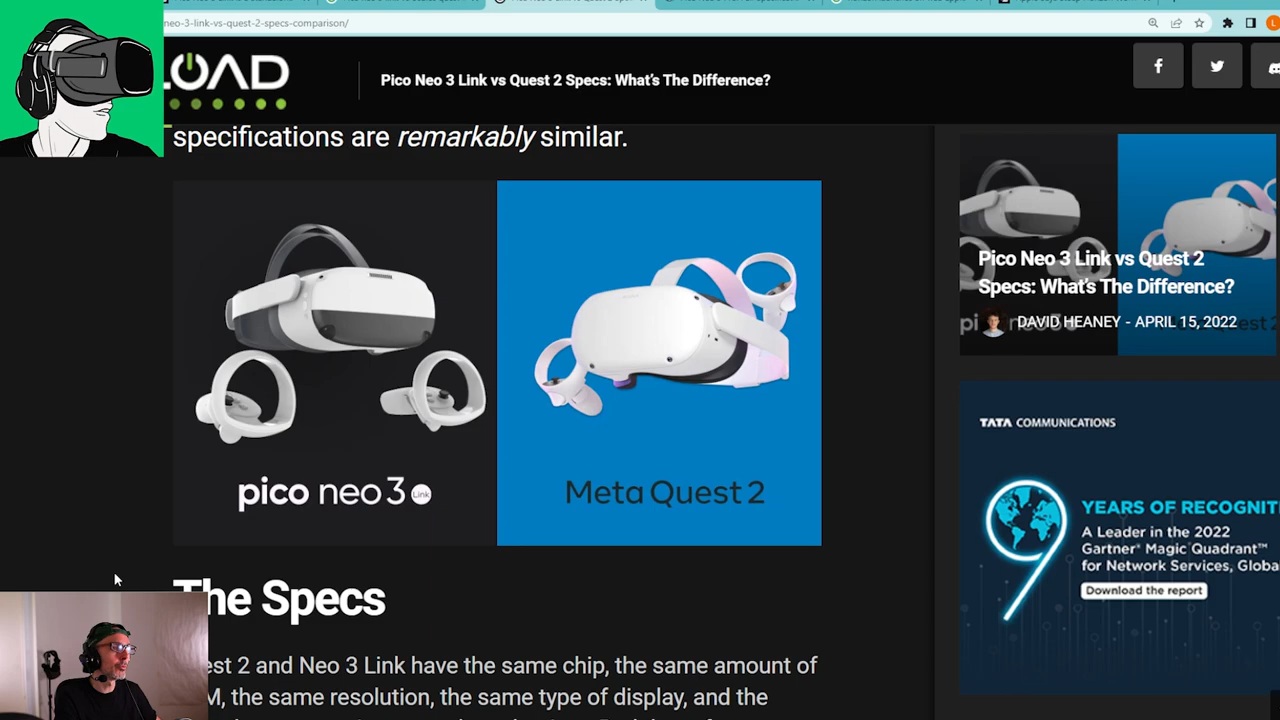 neo-3-link-vs-quest-2-specs-comparison/
LOAD
Pico Neo 3 Link vs Quest 2 Specs: What's The Difference?
specifications are remarkably similar.
pico neo 3 Link
Meta Quest 2
The Specs
est 2 and Neo 3 Link have the same chip, the same amount of
M, the same resolution, the same type of display, and the
Pico Neo 3 Link vs Quest 2
Specs: What's The Difference?
DAVID HEANEY - APRIL 15, 2022
TATA COMMUNICATIONS
9
YEARS OF RECOGNITI
A Leader in the 2022
Gartner® Magic Quadrant™
for Network Services, Globa
Download the report